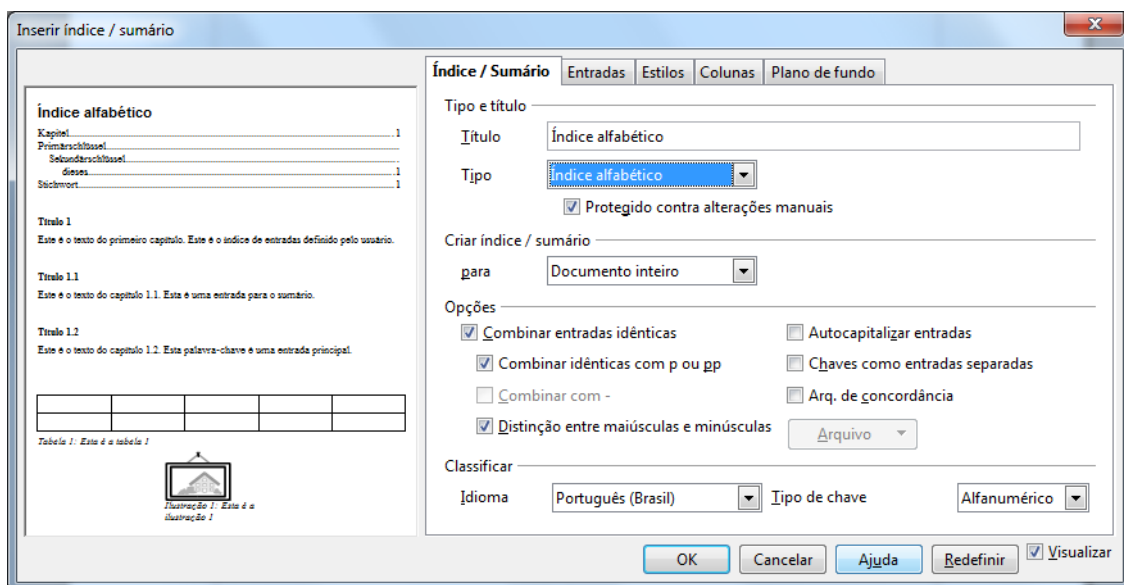 Inserir índice / sumário
x
Índice alfabético
Kapitel 1
Primärschlüssel
Sekundärschlüssel
dieses 1
Stichwort 1
Título 1
Este é o texto do primeiro capítulo. Este é o índice de entradas definido pelo usuário.
Título 1.1
Este é o texto do capítulo 1.1. Esta é uma entrada para o sumário.
Título 1.2
Este é o texto do capítulo 1.2. Esta palavra-chave é uma entrada principal.
Tabela 1: Esta é a tabela 1
Ilustração 1: Esta é a
ilustração 1
Índice / Sumário Entradas Estilos Colunas Plano de fundo
Tipo e título
Título Índice alfabético
Tipo Índice alfabético
Protegido contra alterações manuais
Criar índice / sumário
para Documento inteiro
Opções
Combinar entradas idênticas Autocapitalizar entradas
Combinar idênticas com p ou pp Chaves como entradas separadas
Combinar com - Arq. de concordância
Distinção entre maiúsculas e minúsculas Arquivo
Classificar
Idioma Português (Brasil) Tipo de chave Alfanumérico
OK Cancelar Ajuda Redefinir Visualizar